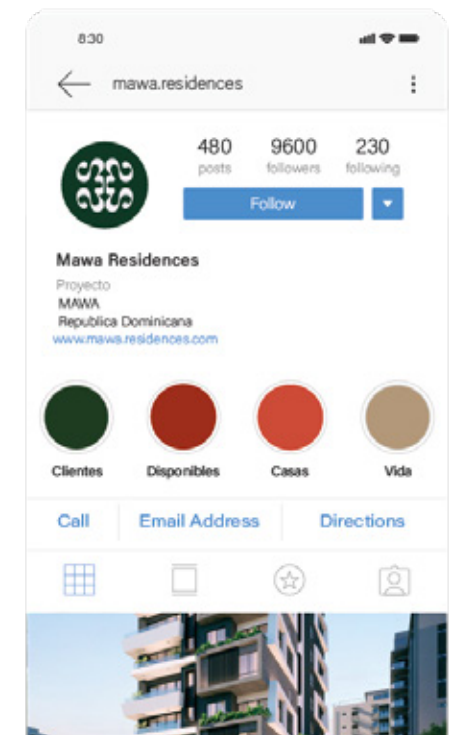 8:30
mawa.residences
480 9600 230
posts followers following
Follow
Mawa Residences
Proyecto
MAWA
Republica Dominicana
www.mawa.residences.com
Clientes Disponibles Casas Vida
Call Email Address Directions